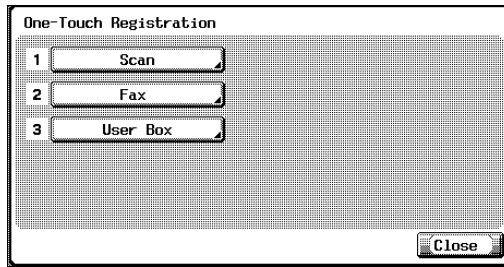 One-Touch Registration
1 Scan
2 Fax
3 User Box
Close